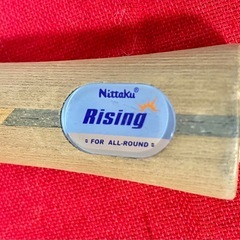 Nittaku®
Rising
FOR ALL-ROUND